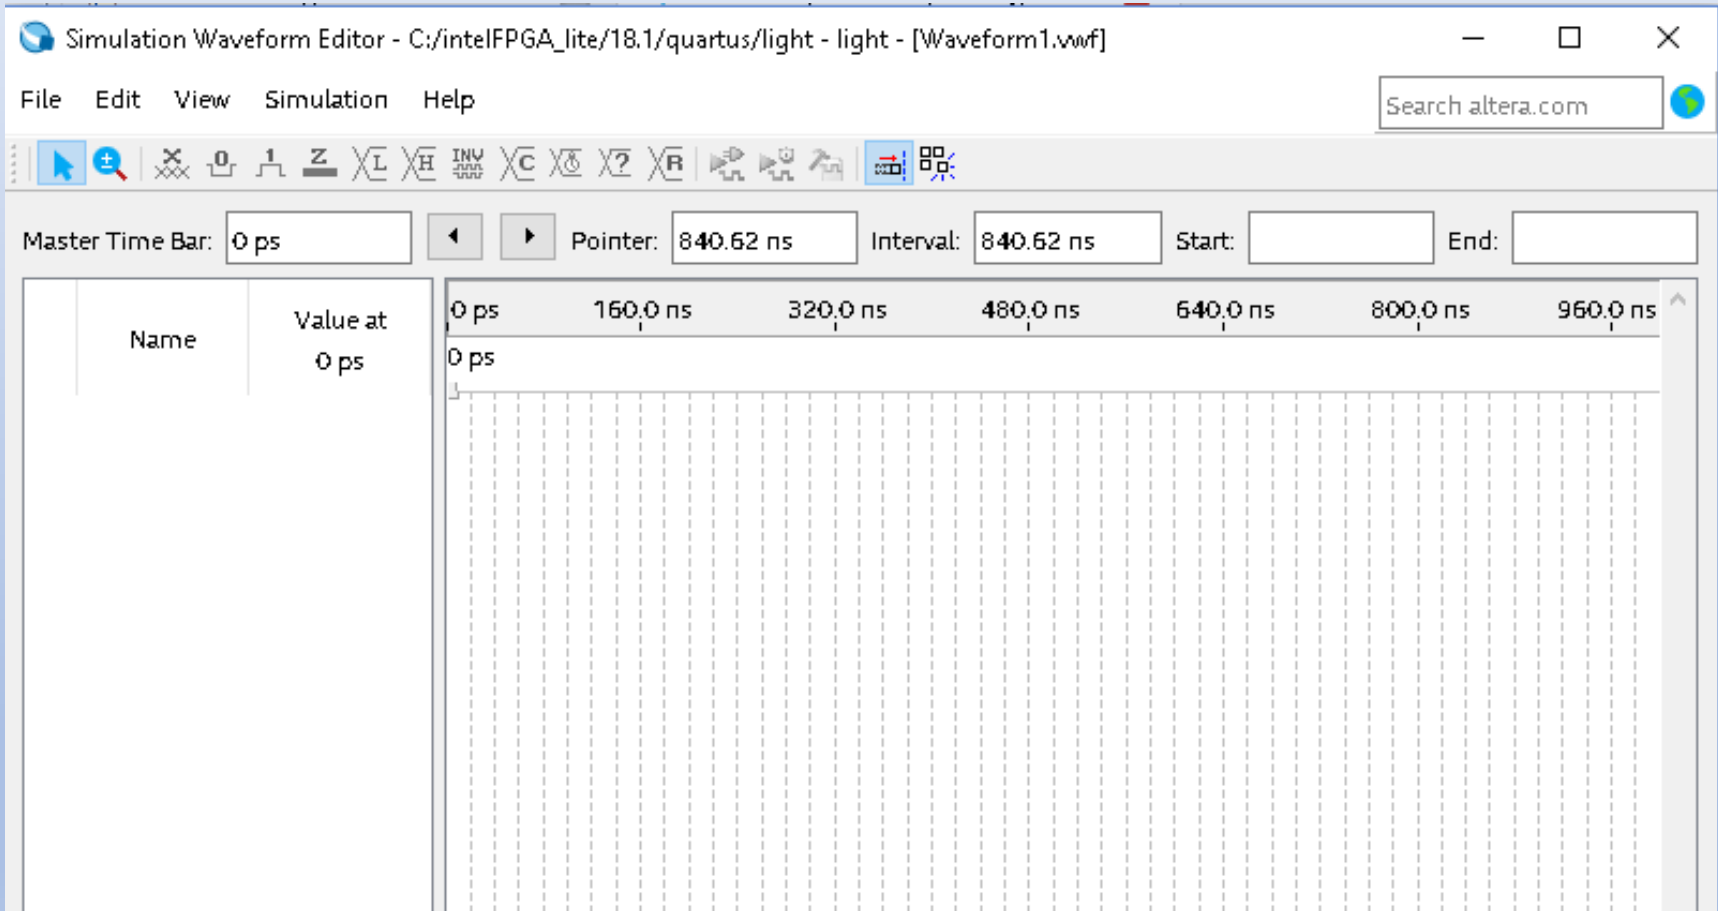 Simulation Waveform Editor - C:/intelFPGA_lite/18.1/quartus/light - light - [Waveform1.vwf]
File Edit View Simulation Help
Search altera.com
X 0 1 Z L H INV C ? R
Master Time Bar: 0 ps Pointer: 840.62 ns Interval: 840.62 ns Start: End:
Name
Value at
0 ps
0 ps 160.0 ns 320.0 ns 480.0 ns 640.0 ns 800.0 ns 960.0 ns
0 ps